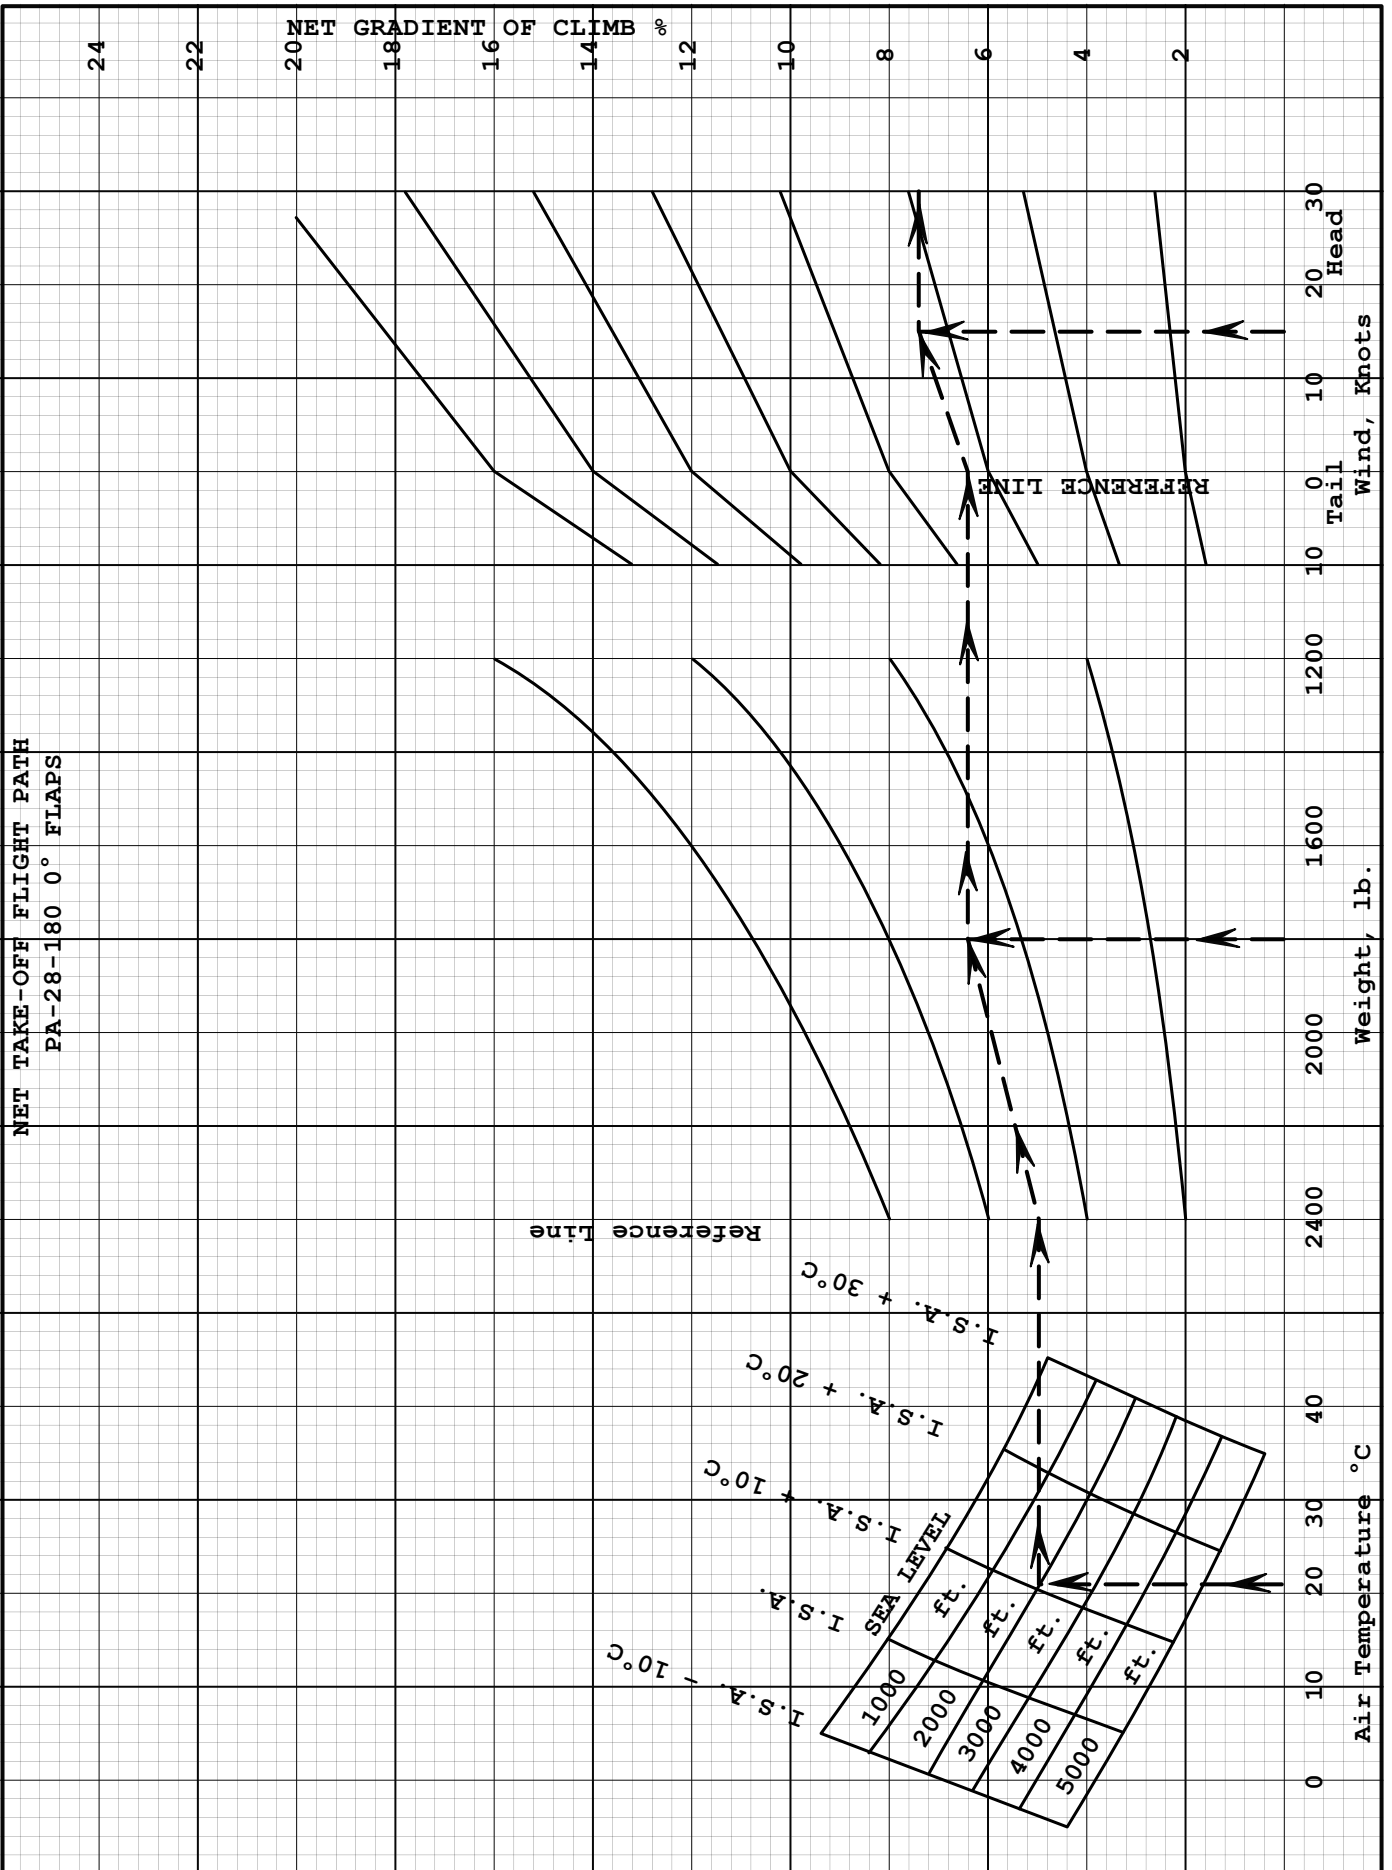 NET TAKE-OFF FLIGHT PATH
PA-28-180 0° FLAPS
NET GRADIENT OF CLIMB %
24
20
18
16
14
12
10
8
6
4
2
I.S.A. - 10°C
I.S.A.
I.S.A. + 10°C
I.S.A. + 20°C
I.S.A. + 30°C
SEA LEVEL
1000 ft.
2000 ft.
3000 ft.
4000 ft.
5000 ft.
Reference Line
REFERENCE LINE
0
10
20
30
40
Air Temperature °C
2400
2000
1600
1200
Weight, lb.
10
0
10
20
30
Tail
Head
Wind, Knots